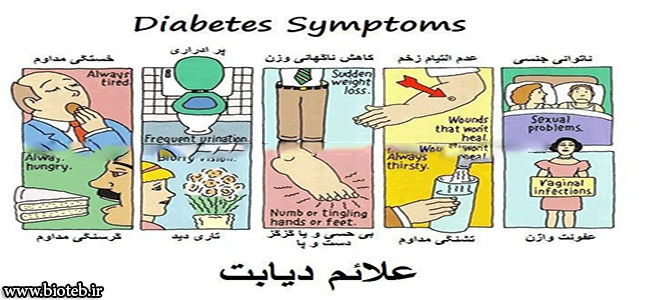 Diabetes Symptoms
خستگی مداوم
پر ادراری
کاهش ناگهانی وزن
عدم التیام زخم
ناتوانی جنسی
Always
tired.
Frequent urination.
Sudden
weight
loss.
Wounds
that won't
heal.
Sexual
problems.
Always
hungry.
Blurry vision.
Numb or tingling
hands or feet.
Always
thirsty.
Vaginal
infections
گرسنگی مداوم
تاری دید
بی حسی و یا گزگز
دست و پا
تشنگی مداوم
عفونت واژن
علائم دیابت
www.bioteb.ir